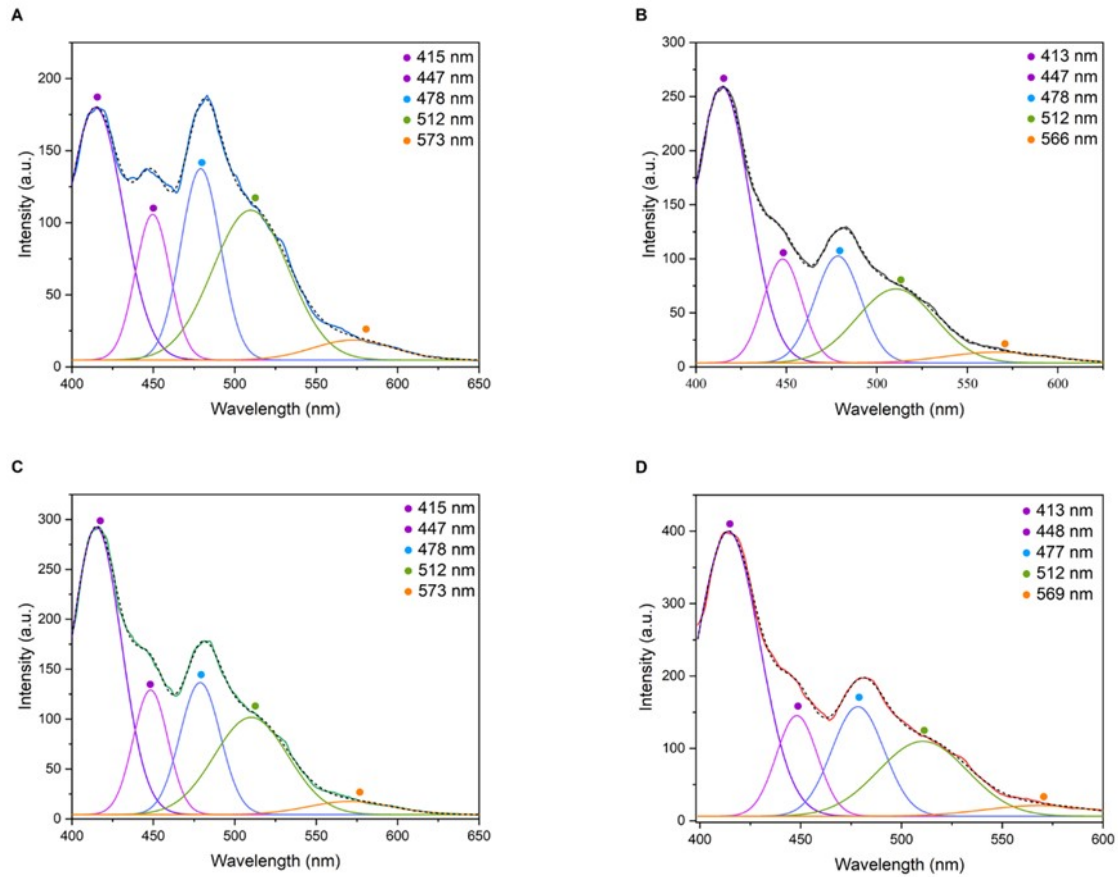 A
415 nm
447 nm
478 nm
512 nm
573 nm
200
150
100
50
0
Intensity (a.u.)
400 450 500 550 600 650
Wavelength (nm)
B
413 nm
447 nm
478 nm
512 nm
566 nm
300
250
200
150
100
50
0
Intensity (a.u.)
400 450 500 550 600
Wavelength (nm)
C
415 nm
447 nm
478 nm
512 nm
573 nm
300
250
200
150
100
50
0
Intensity (a.u.)
400 450 500 550 600 650
Wavelength (nm)
D
413 nm
448 nm
477 nm
512 nm
569 nm
400
300
200
100
0
Intensity (a.u.)
400 450 500 550 600
Wavelength (nm)